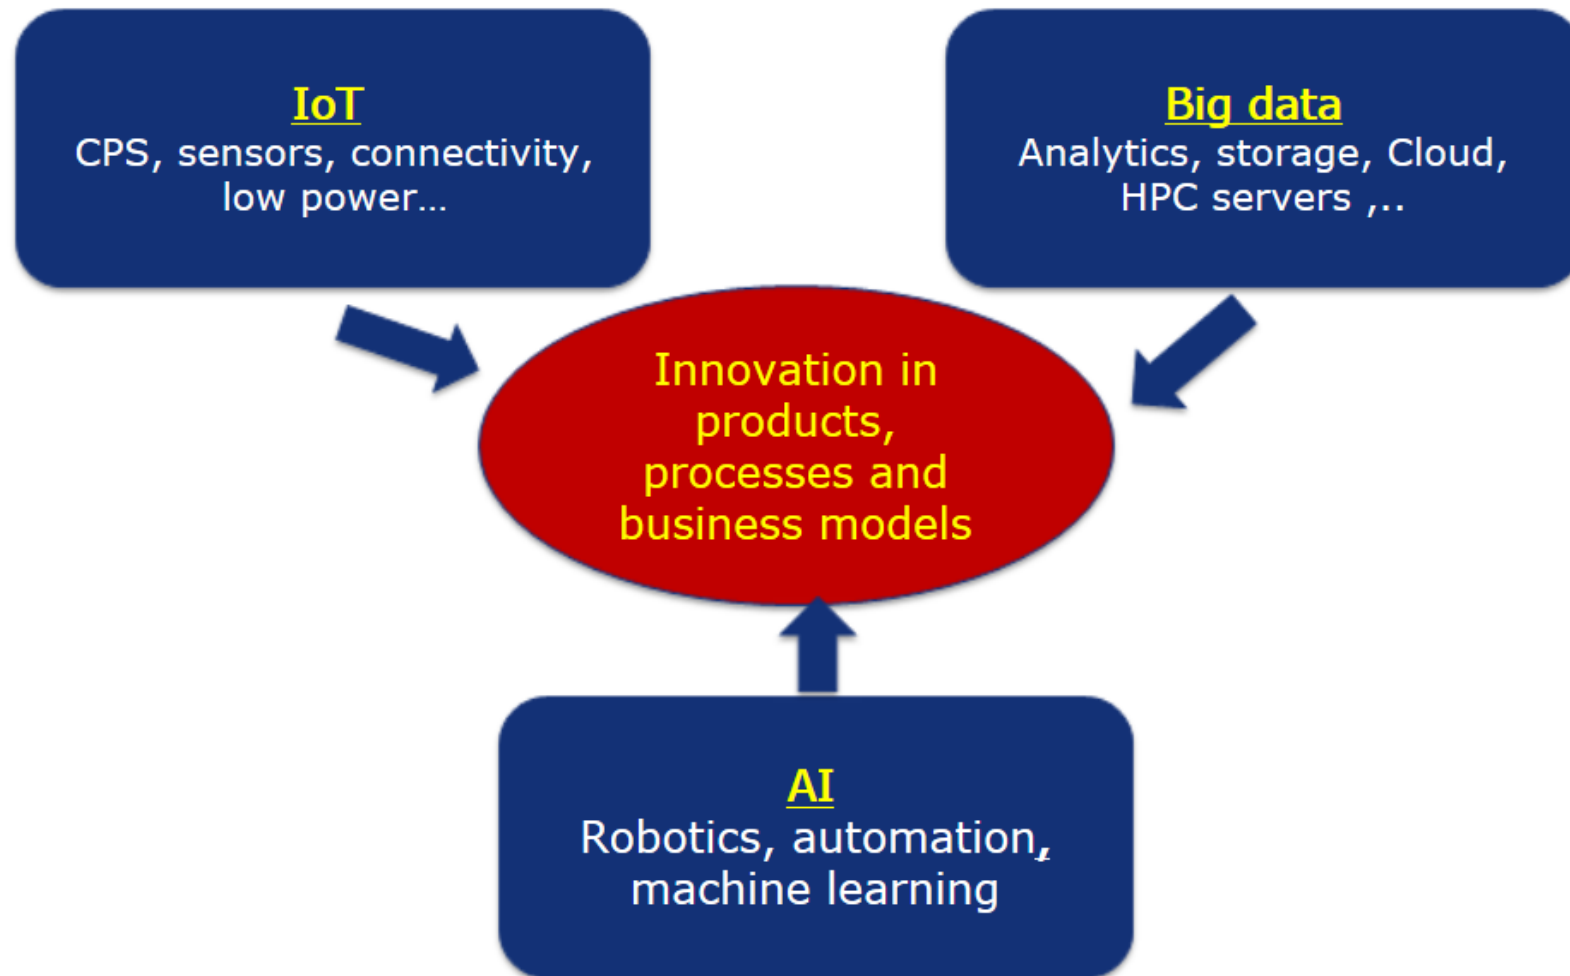 IoT
CPS, sensors, connectivity,
low power…
Big data
Analytics, storage, Cloud,
HPC servers ,..
Innovation in
products,
processes and
business models
AI
Robotics, automation,
machine learning